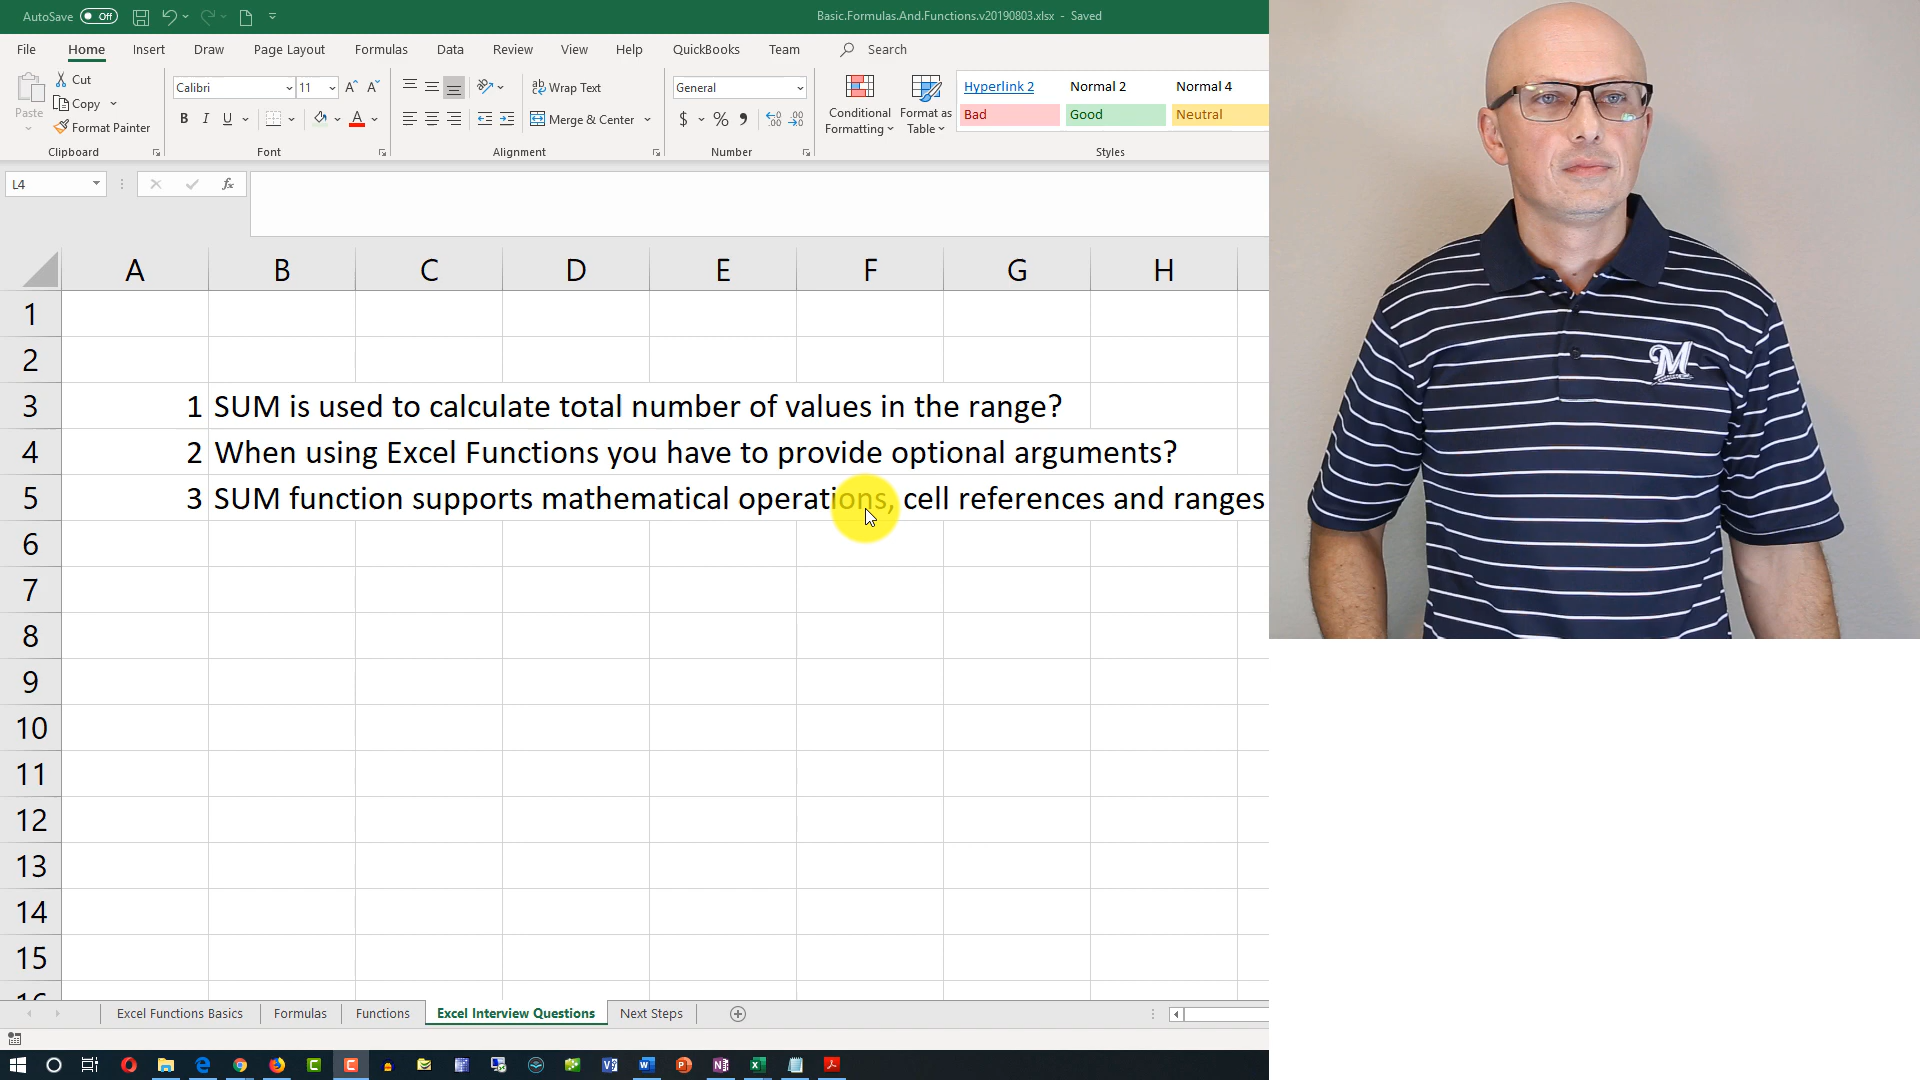 AutoSave Off
Basic.Formulas.And.Functions.v20190803.xlsx - Saved
File Home Insert Draw Page Layout Formulas Data Review View Help QuickBooks Team Search
Paste
Cut
Copy
Format Painter
Clipboard
Calibri 11
B I U A
Font
Wrap Text
Merge & Center
Alignment
General
$ % 9
Number
Conditional Formatting
Format as Table
Hyperlink 2 Normal 2 Normal 4
Bad Good Neutral
Styles
L4
fx
A B C D E F G H
1
2
3 1 SUM is used to calculate total number of values in the range?
4 2 When using Excel Functions you have to provide optional arguments?
5 3 SUM function supports mathematical operations, cell references and ranges
6
7
8
9
10
11
12
13
14
15
16
Excel Functions Basics Formulas Functions Excel Interview Questions Next Steps
M